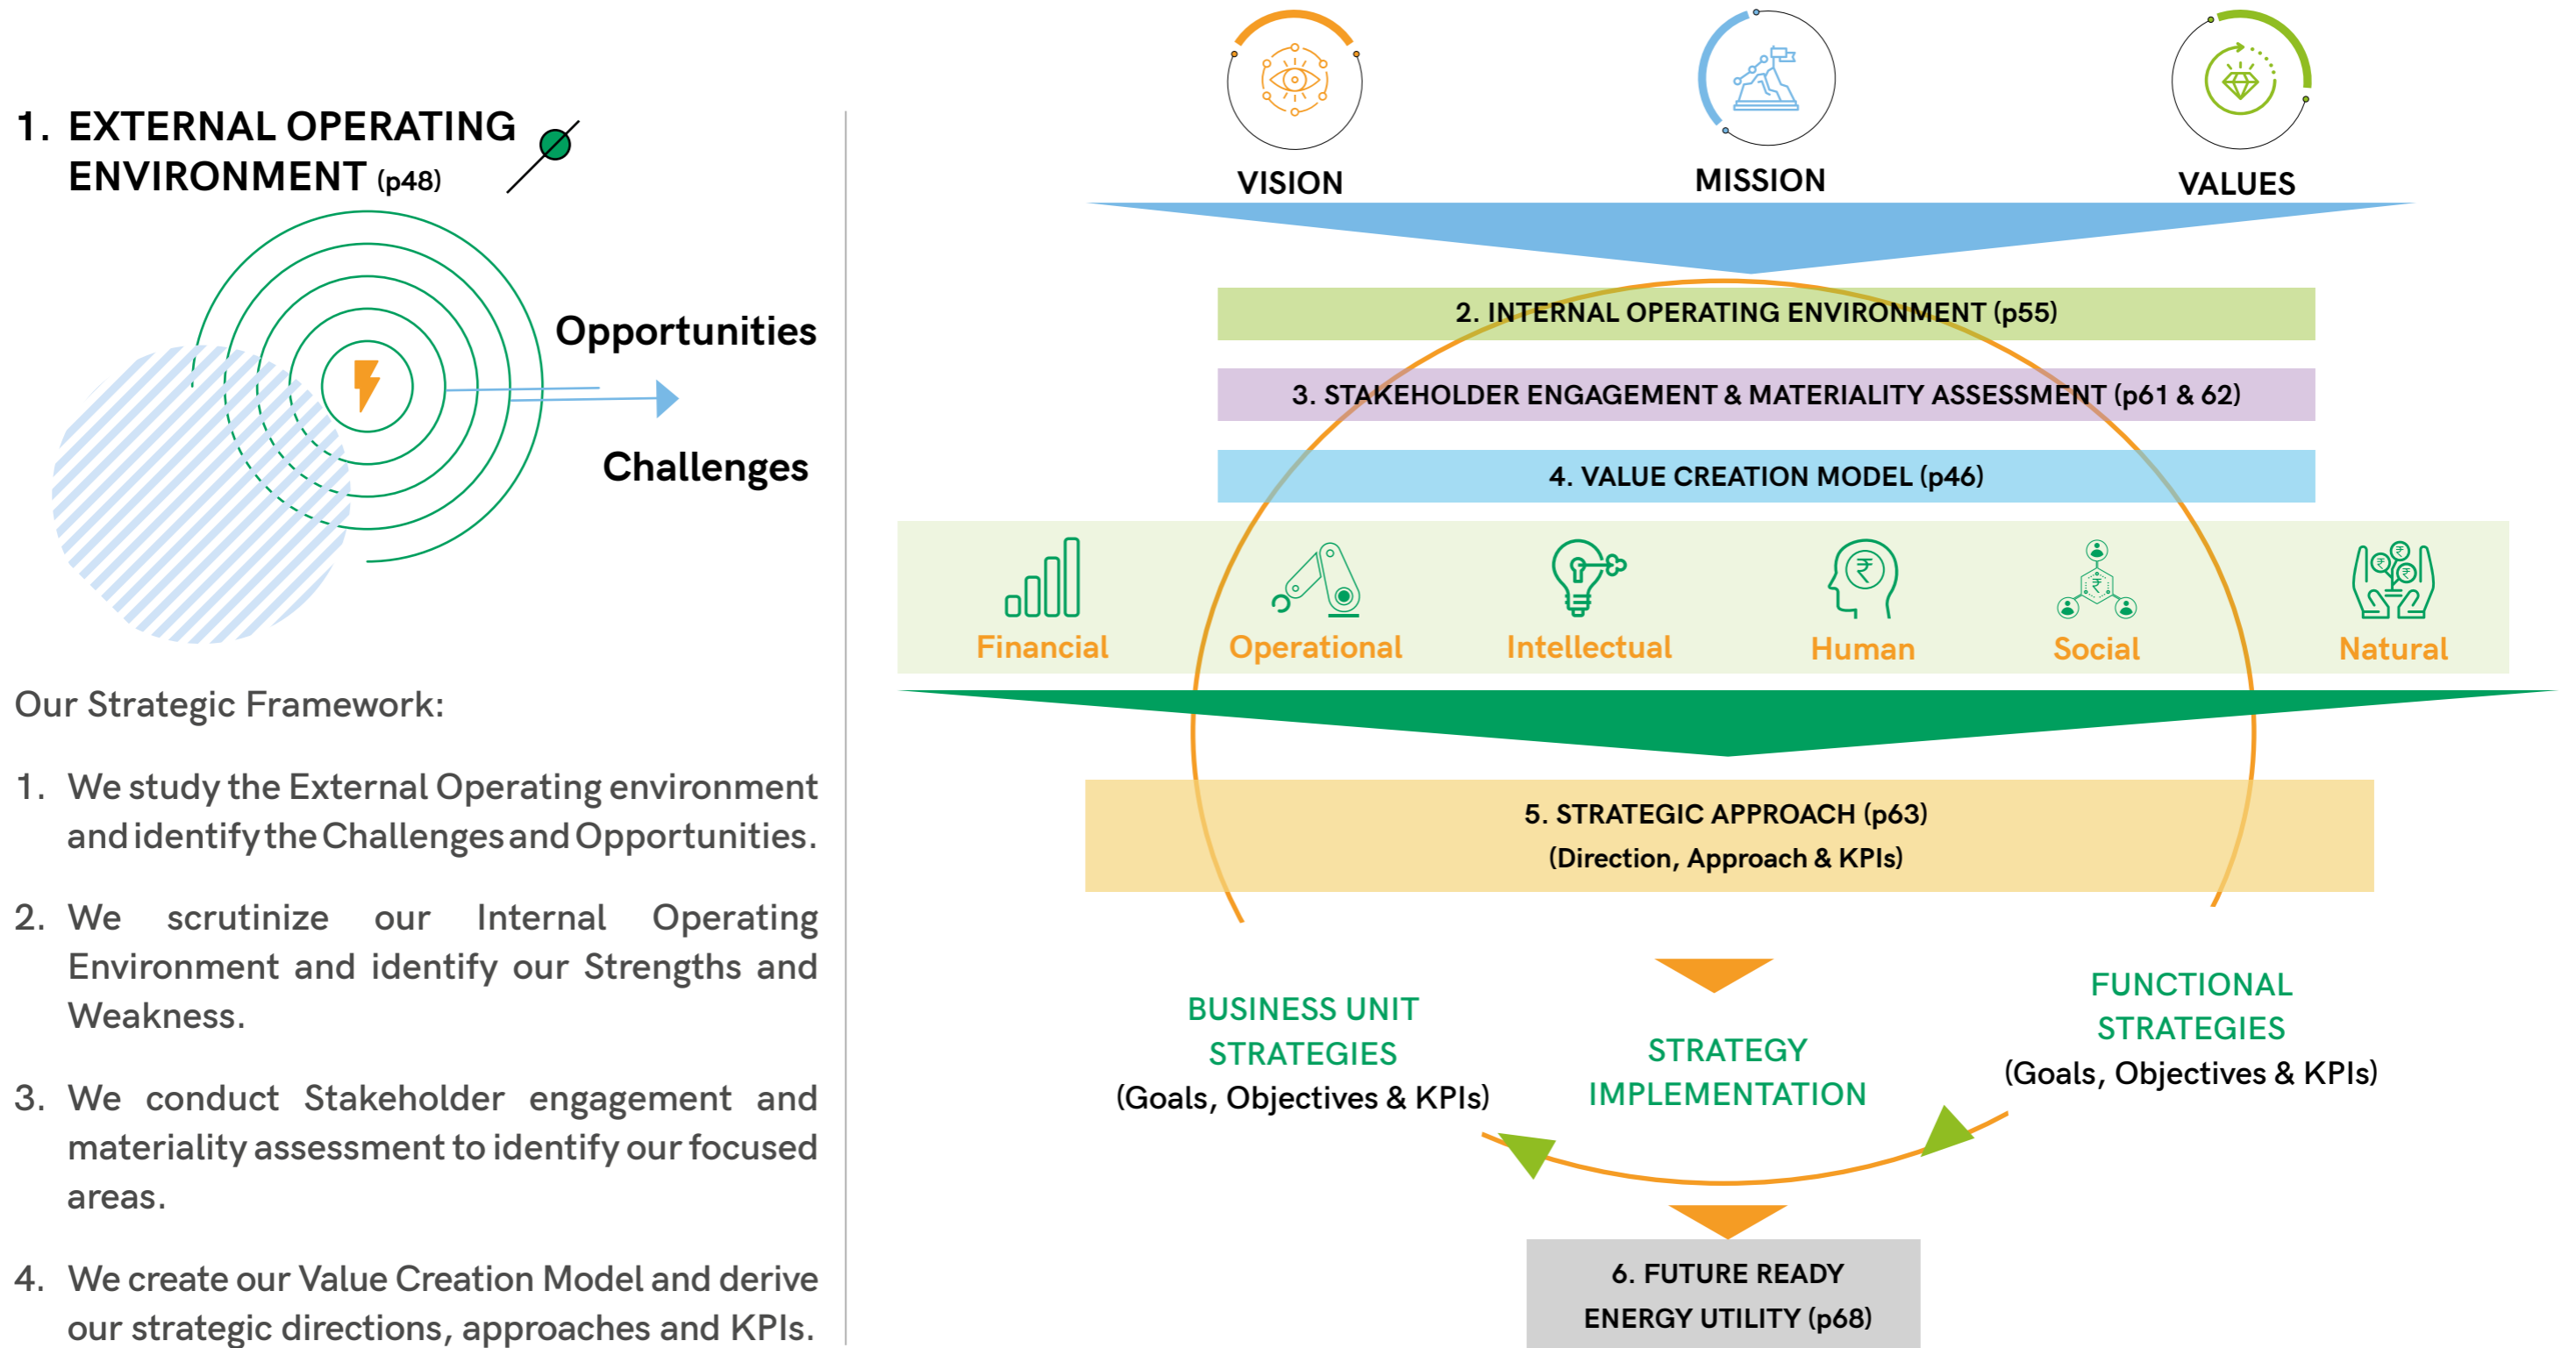 1. EXTERNAL OPERATING
ENVIRONMENT (p48)
Opportunities
Challenges
Our Strategic Framework:
1. We study the External Operating environment
and identify the Challenges and Opportunities.
2. We scrutinize our Internal Operating
Environment and identify our Strengths and
Weakness.
3. We conduct Stakeholder engagement and
materiality assessment to identify our focused
areas.
4. We create our Value Creation Model and derive
our strategic directions, approaches and KPIs.
VISION
MISSION
VALUES
2. INTERNAL OPERATING ENVIRONMENT (p55)
3. STAKEHOLDER ENGAGEMENT & MATERIALITY ASSESSMENT (p61 & 62)
4. VALUE CREATION MODEL (p46)
₹
₹
₹
₹
₹
Financial
Operational
Intellectual
Human
Social
Natural
5. STRATEGIC APPROACH (p63)
(Direction, Approach & KPIs)
BUSINESS UNIT
STRATEGIES
(Goals, Objectives & KPIs)
STRATEGY
IMPLEMENTATION
FUNCTIONAL
STRATEGIES
(Goals, Objectives & KPIs)
6. FUTURE READY
ENERGY UTILITY (p68)